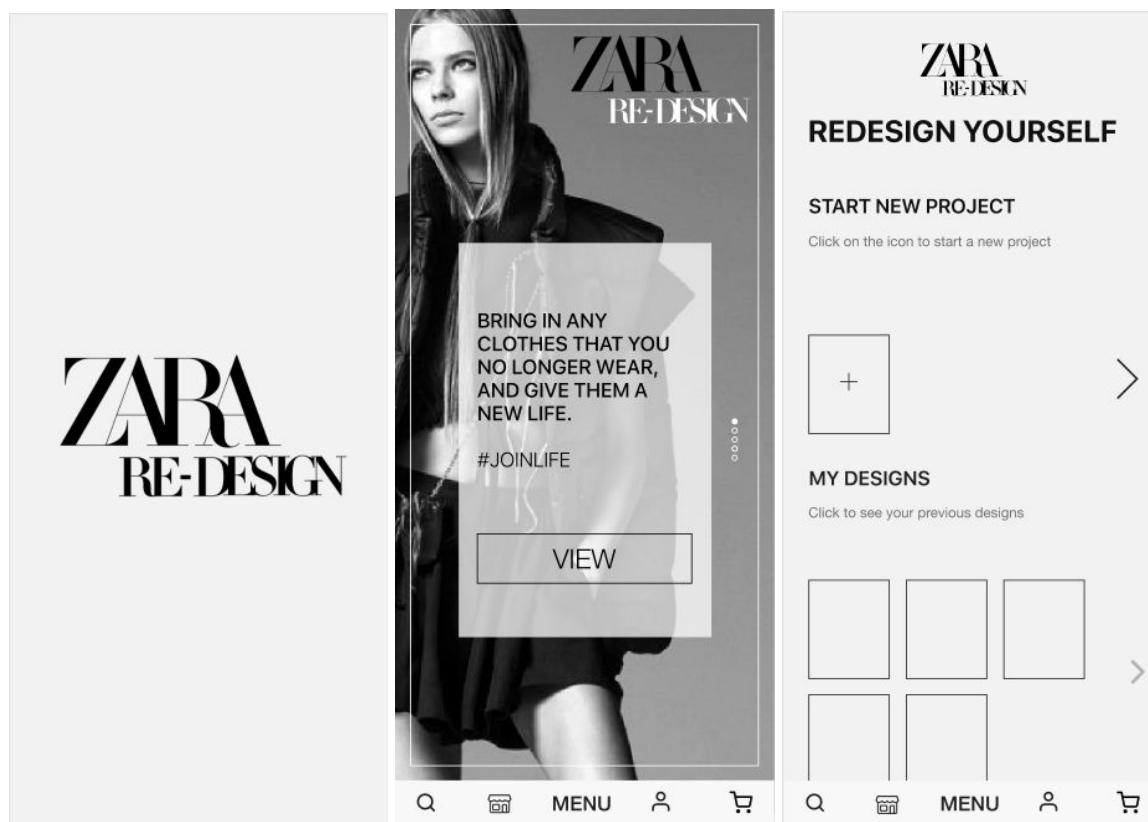 ZARA
RE-DESIGN
ZARA
RE-DESIGN
BRING IN ANY
CLOTHES THAT YOU
NO LONGER WEAR,
AND GIVE THEM A
NEW LIFE.
#JOINLIFE
VIEW
MENU
ZARA
RE-DESIGN
REDESIGN YOURSELF
START NEW PROJECT
Click on the icon to start a new project
+
MY DESIGNS
Click to see your previous designs
MENU